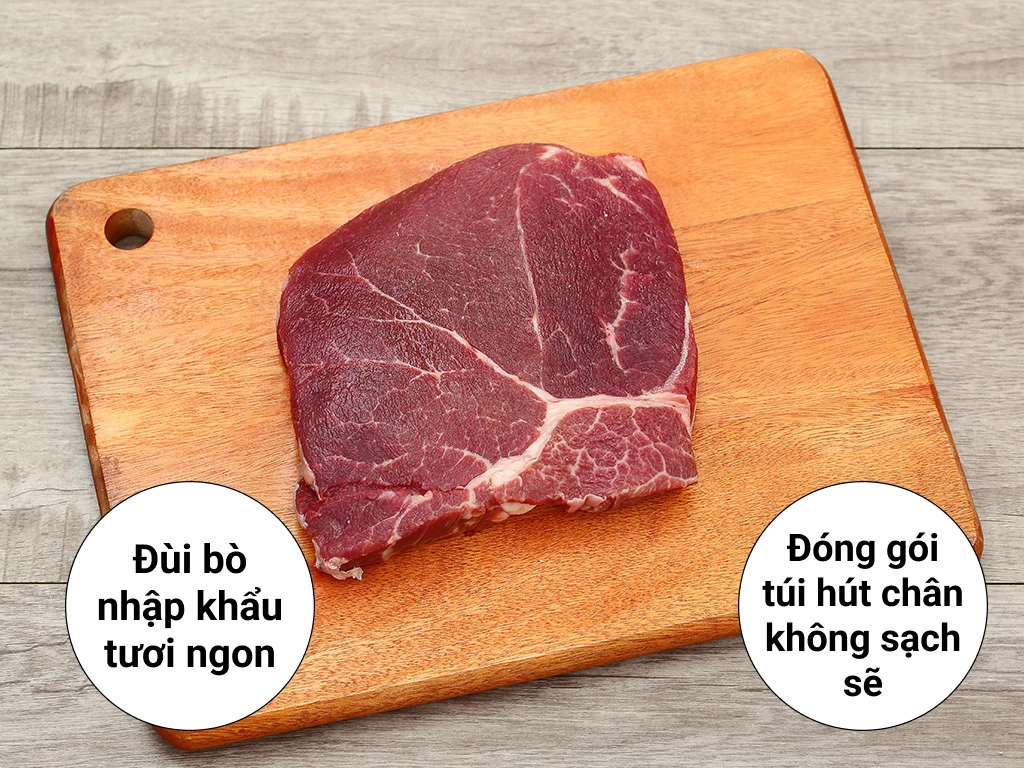 Đùi bò
nhập khẩu
tươi ngon
Đóng gói
túi hút chân
không sạch
sẽ